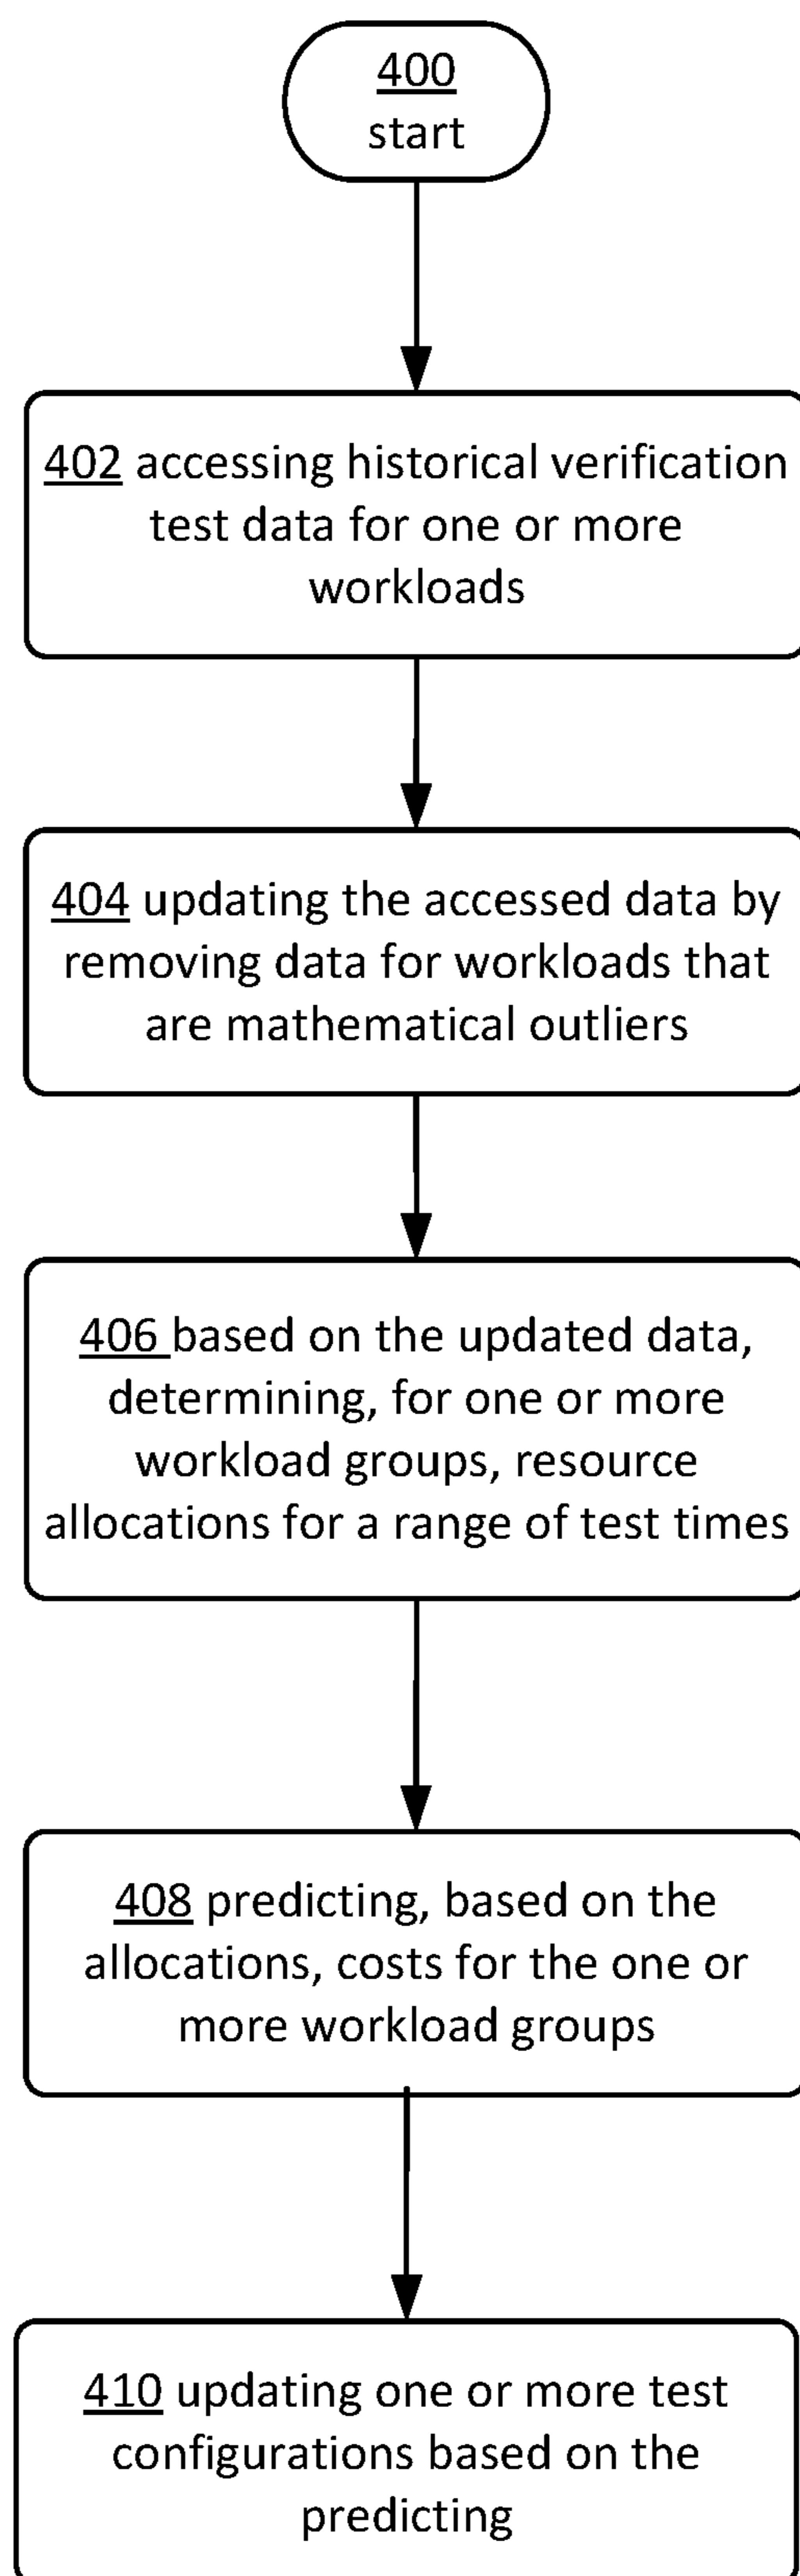 400
start
402 accessing historical verification
test data for one or more
workloads
404 updating the accessed data by
removing data for workloads that
are mathematical outliers
406 based on the updated data,
determining, for one or more
workload groups, resource
allocations for a range of test times
408 predicting, based on the
allocations, costs for the one or
more workload groups
410 updating one or more test
configurations based on the
predicting